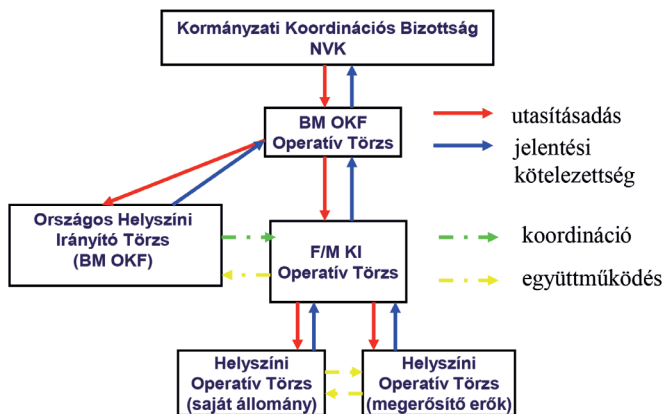 Kormányzati Koordinációs Bizottság
NVK
BM OKF
Operatív Törzs
utasításadás
jelentési
kötelezettség
Országos Helyszíni
Irányító Törzs
(BM OKF)
F/M KI
Operatív Törzs
koordináció
együttműködés
Helyszíni
Operatív Törzs
(saját állomány)
Helyszíni
Operatív Törzs
(megerősítő erők)